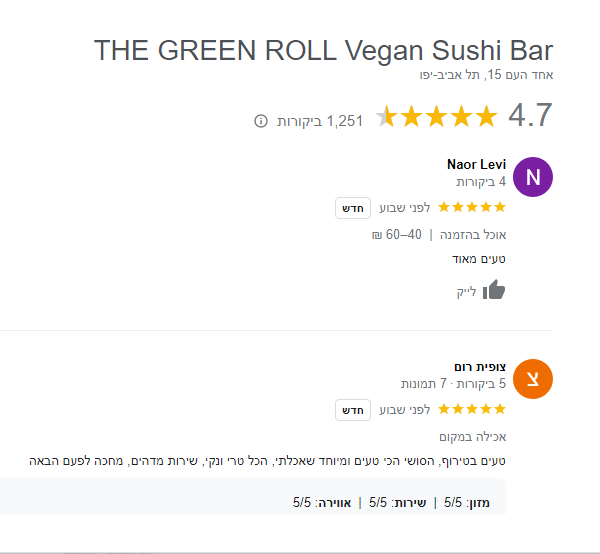 THE GREEN ROLL Vegan Sushi Bar
אחד העם 15, תל אביב-יפו
4.7 1,251 ביקורות
N
Naor Levi
4 ביקורות
לפני שבוע חדש
אוכל בהזמנה | 40–60 ₪
טעים מאוד
לייק
צ
צופית רום
5 ביקורות · 7 תמונות
לפני שבוע חדש
אכילה במקום
טעים בטירוף, הסושי הכי טעים ומיוחד שאכלתי, הכל טרי ונקי, שירות מדהים, מחכה לפעם הבאה
מזון: 5/5 | שירות: 5/5 | אווירה: 5/5